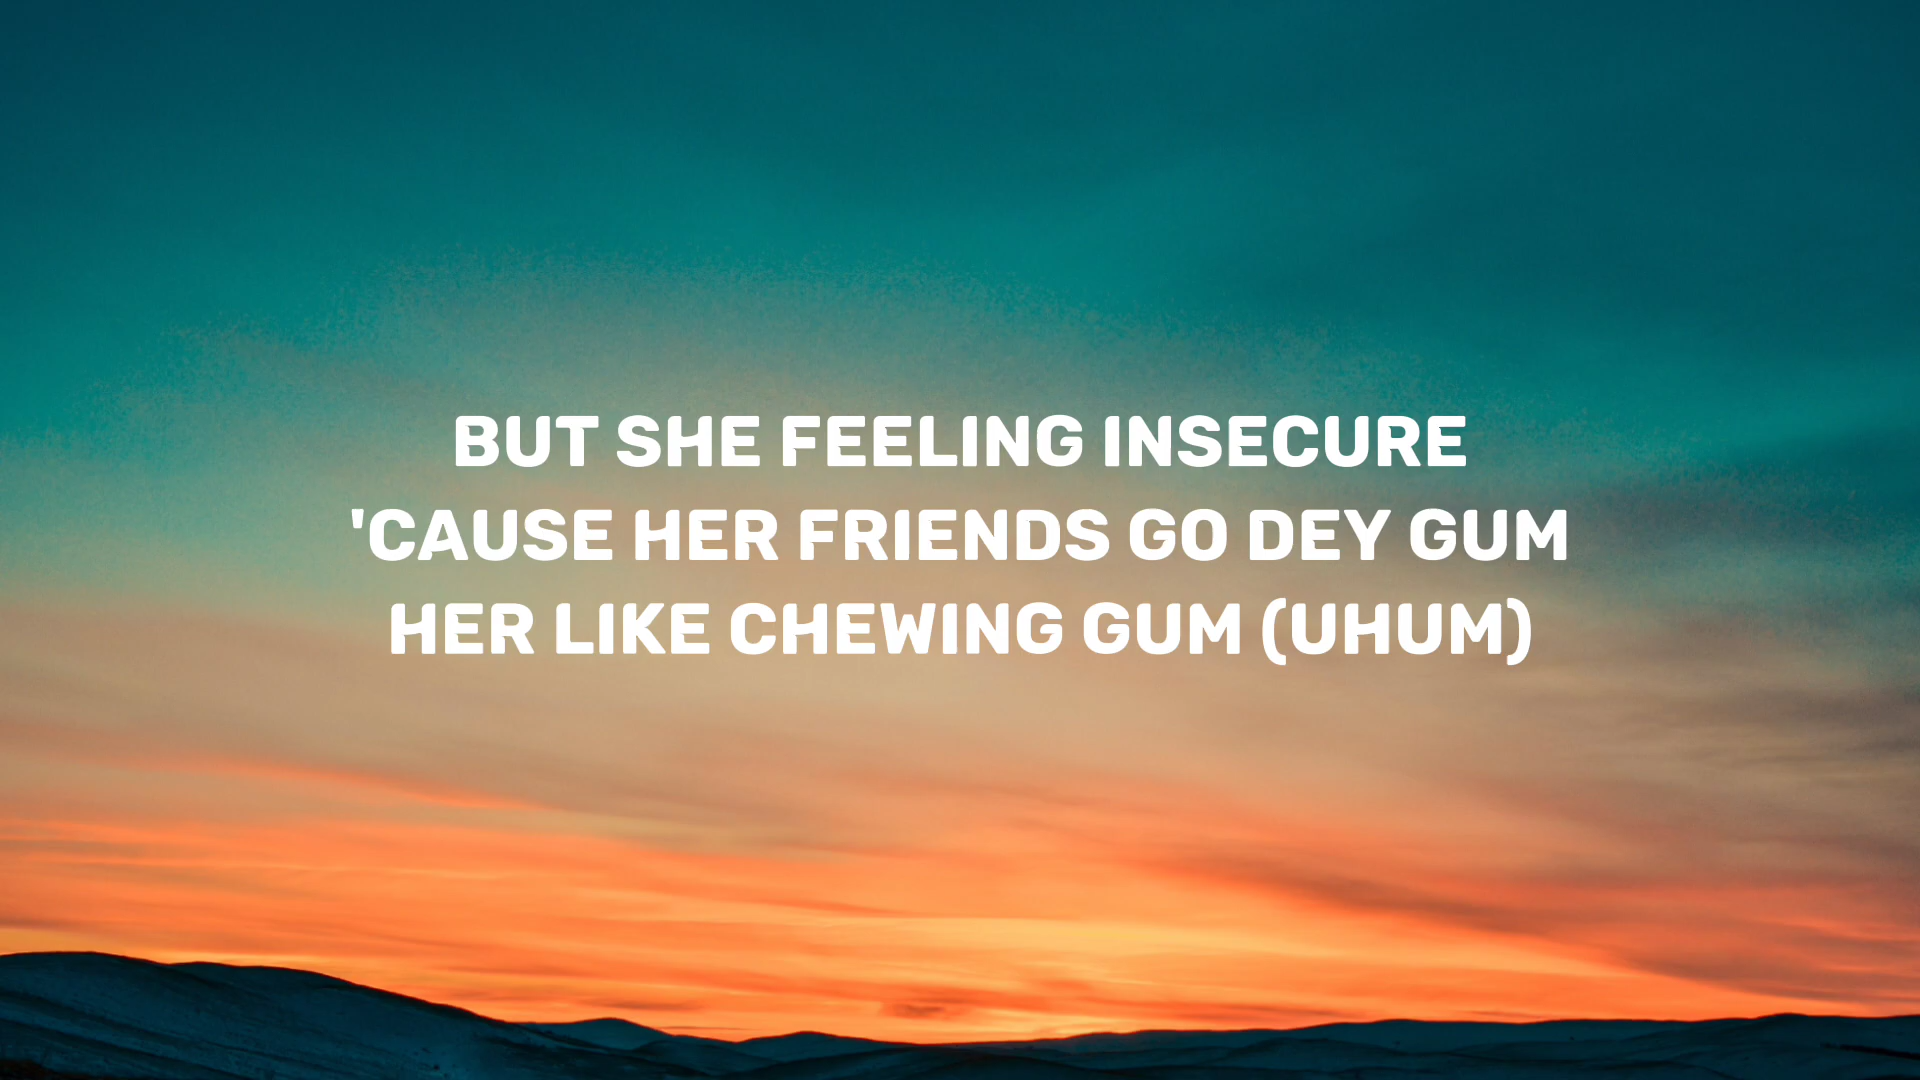 BUT SHE FEELING INSECURE
'CAUSE HER FRIENDS GO DEY GUM
HER LIKE CHEWING GUM (UHUM)